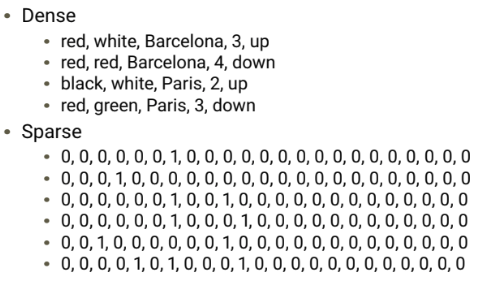 • Dense
• red, white, Barcelona, 3, up
• red, red, Barcelona, 4, down
• black, white, Paris, 2, up
• red, green, Paris, 3, down
• Sparse
• 0, 0, 0, 0, 0, 0, 1, 0, 0, 0, 0, 0, 0, 0, 0, 0, 0, 0, 0, 0, 0, 0, 0
• 0, 0, 0, 1, 0, 0, 0, 0, 0, 0, 0, 0, 0, 0, 0, 0, 0, 0, 0, 0, 0, 0, 0
• 0, 0, 0, 0, 0, 0, 1, 0, 0, 1, 0, 0, 0, 0, 0, 0, 0, 0, 0, 0, 0, 0, 0
• 0, 0, 0, 0, 0, 0, 1, 0, 0, 0, 1, 0, 0, 0, 0, 0, 0, 0, 0, 0, 0, 0, 0
• 0, 0, 1, 0, 0, 0, 0, 0, 0, 1, 0, 0, 0, 0, 0, 0, 0, 0, 0, 0, 0, 0, 0
• 0, 0, 0, 0, 1, 0, 1, 0, 0, 0, 1, 0, 0, 0, 0, 0, 0, 0, 0, 0, 0, 0, 0